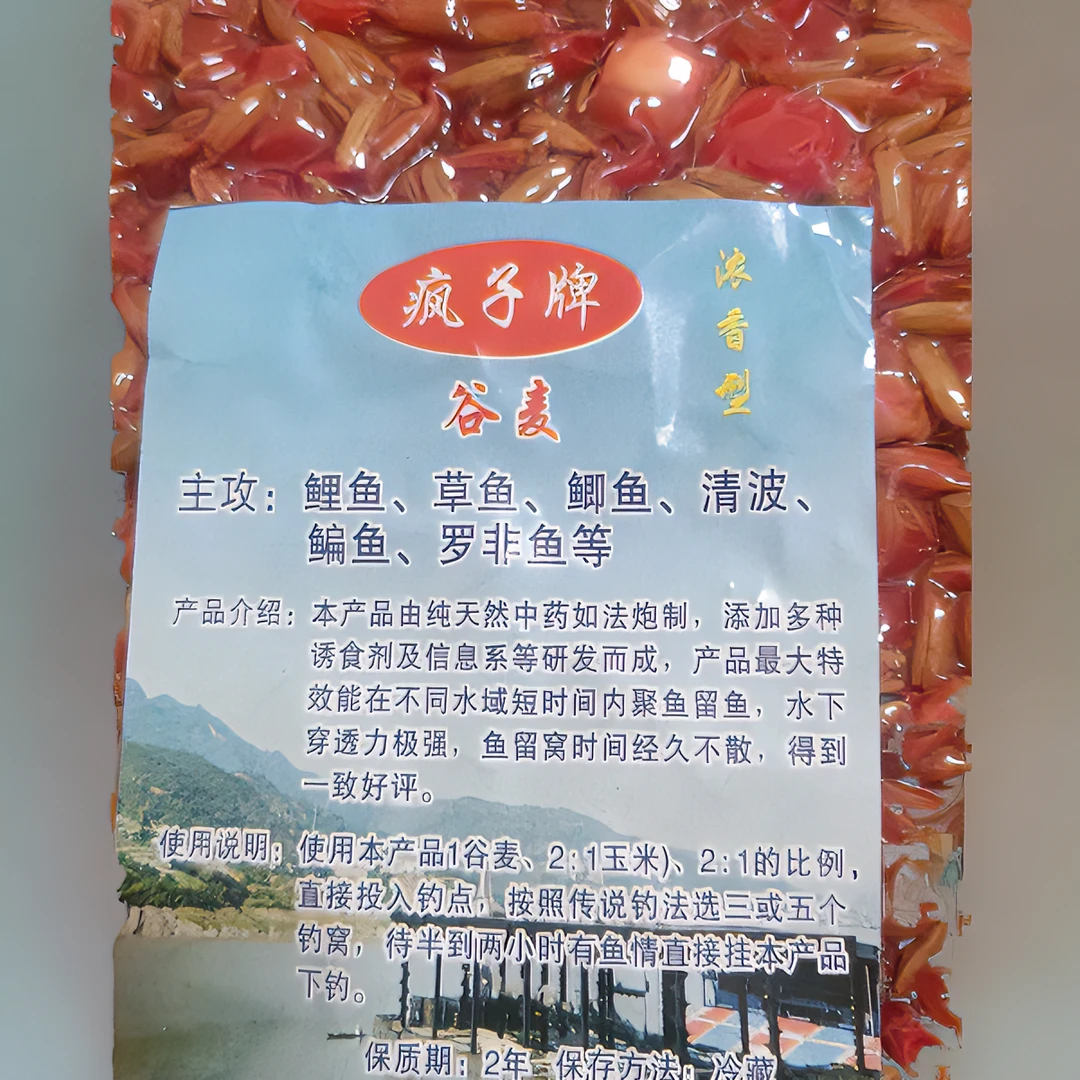 疯子牌
浓香型
谷麦
主攻：鲤鱼、草鱼、鲫鱼、清波、
鳊鱼、罗非鱼等
产品介绍：本产品由纯天然中药如法炮制，添加多种
诱食剂及信息系等研发而成，产品最大特
效能在不同水域短时间内聚鱼留鱼，水下
穿透力极强，鱼留窝时间经久不散，得到
一致好评。
使用说明：使用本产品1谷麦、2:1玉米)、2:1的比例，
直接投入钓点，按照传说钓法选三或五个
钓窝，待半到两小时有鱼情直接挂本产品
下钓。
保质期：2年 保存方法：冷藏